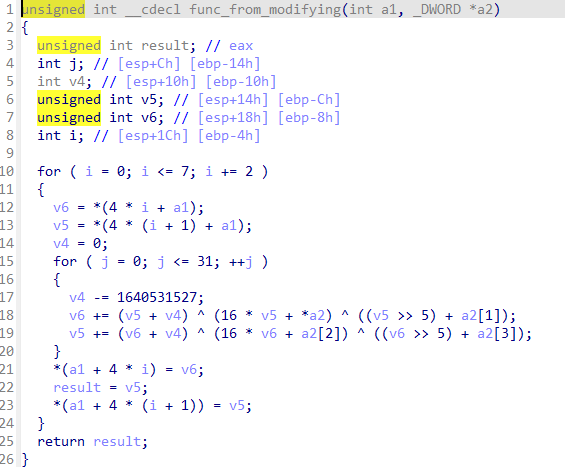 1 unsigned int __cdecl func_from_modifying(int a1, _DWORD *a2)
2 {
3 unsigned int result; // eax
4 int j; // [esp+Ch] [ebp-14h]
5 int v4; // [esp+10h] [ebp-10h]
6 unsigned int v5; // [esp+14h] [ebp-Ch]
7 unsigned int v6; // [esp+18h] [ebp-8h]
8 int i; // [esp+1Ch] [ebp-4h]
9
10 for ( i = 0; i <= 7; i += 2 )
11 {
12 v6 = *(4 * i + a1);
13 v5 = *(4 * (i + 1) + a1);
14 v4 = 0;
15 for ( j = 0; j <= 31; ++j )
16 {
17 v4 -= 1640531527;
18 v6 += (v5 + v4) ^ (16 * v5 + *a2) ^ ((v5 >> 5) + a2[1]);
19 v5 += (v6 + v4) ^ (16 * v6 + a2[2]) ^ ((v6 >> 5) + a2[3]);
20 }
21 *(a1 + 4 * i) = v6;
22 result = v5;
23 *(a1 + 4 * (i + 1)) = v5;
24 }
25 return result;
26 }